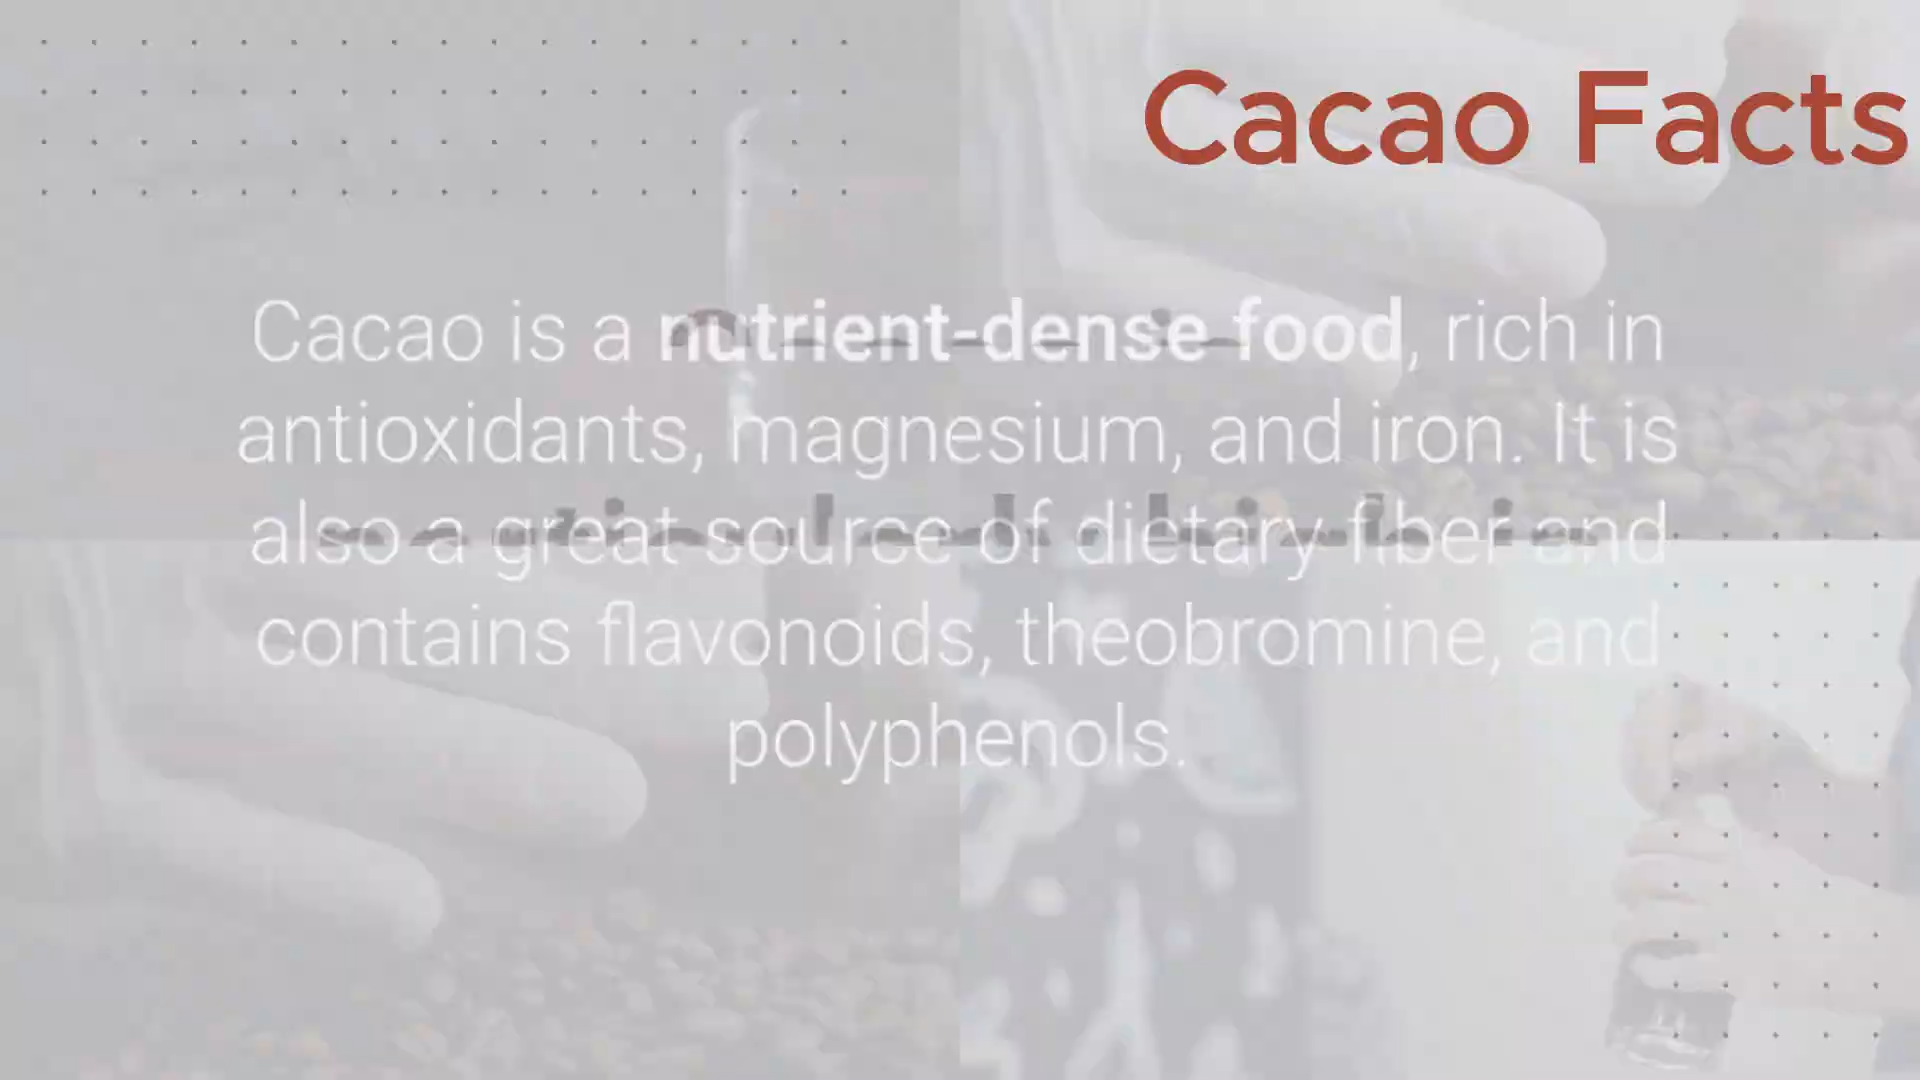 Cacao Facts
Cacao is a nutrient-dense food, rich in
antioxidants, magnesium, and iron. It is
also a great source of dietary fiber and
contains flavonoids, theobromine, and
polyphenols.